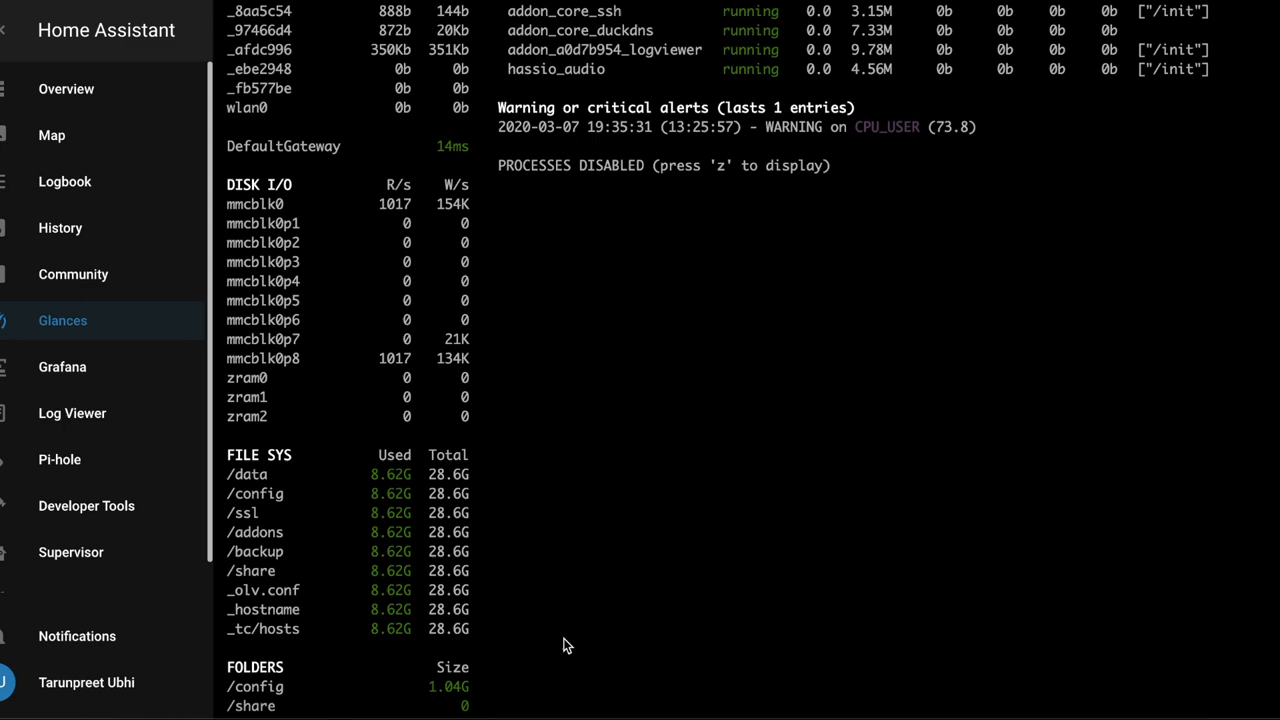 Home Assistant
Overview
Map
Logbook
History
Community
Glances
Grafana
Log Viewer
Pi-hole
Developer Tools
Supervisor
Notifications
U Tarunpreet Ubhi
_8aa5c54 888b 144b
_97466d4 872b 20Kb
_afdc996 350Kb 351Kb
_ebe2948 0b 0b
_fb577be 0b 0b
wlan0 0b 0b
DefaultGateway 14ms
DISK I/O R/s W/s
mmcblk0 1017 154K
mmcblk0p1 0 0
mmcblk0p2 0 0
mmcblk0p3 0 0
mmcblk0p4 0 0
mmcblk0p5 0 0
mmcblk0p6 0 0
mmcblk0p7 0 21K
mmcblk0p8 1017 134K
zram0 0 0
zram1 0 0
zram2 0 0
FILE SYS Used Total
/data 8.62G 28.6G
/config 8.62G 28.6G
/ssl 8.62G 28.6G
/addons 8.62G 28.6G
/backup 8.62G 28.6G
/share 8.62G 28.6G
_olv.conf 8.62G 28.6G
_hostname 8.62G 28.6G
_tc/hosts 8.62G 28.6G
FOLDERS Size
/config 1.04G
/share 0
addon_core_ssh running 0.0 3.15M 0b 0b 0b 0b ["/init"]
addon_core_duckdns running 0.0 7.33M 0b 0b 0b 0b
addon_a0d7b954_logviewer running 0.0 9.78M 0b 0b 0b 0b ["/init"]
hassio_audio running 0.0 4.56M 0b 0b 0b 0b ["/init"]
Warning or critical alerts (lasts 1 entries)
2020-03-07 19:35:31 (13:25:57) - WARNING on CPU_USER (73.8)
PROCESSES DISABLED (press 'z' to display)